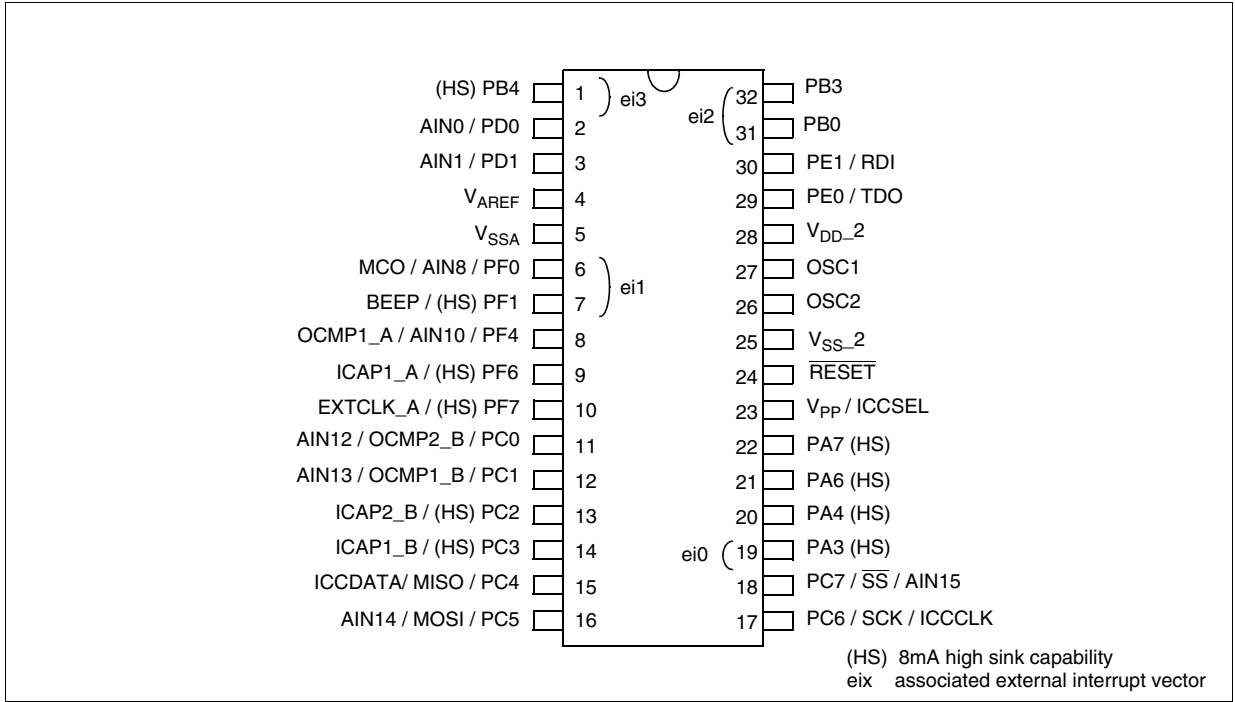 (HS) PB4 1 ei3 ei2 32 PB3
AIN0 / PD0 2 31 PB0
AIN1 / PD1 3 30 PE1 / RDI
VAREF 4 29 PE0 / TDO
VSSA 5 28 VDD_2
MCO / AIN8 / PF0 6 27 OSC1
BEEP / (HS) PF1 7 ei1 26 OSC2
OCMP1_A / AIN10 / PF4 8 25 VSS_2
ICAP1_A / (HS) PF6 9 24 RESET
EXTCLK_A / (HS) PF7 10 23 VPP / ICCSEL
AIN12 / OCMP2_B / PC0 11 22 PA7 (HS)
AIN13 / OCMP1_B / PC1 12 21 PA6 (HS)
ICAP2_B / (HS) PC2 13 20 PA4 (HS)
ICAP1_B / (HS) PC3 14 ei0 19 PA3 (HS)
ICCDATA/ MISO / PC4 15 18 PC7 / SS / AIN15
AIN14 / MOSI / PC5 16 17 PC6 / SCK / ICCCLK
(HS) 8mA high sink capability
eix associated external interrupt vector